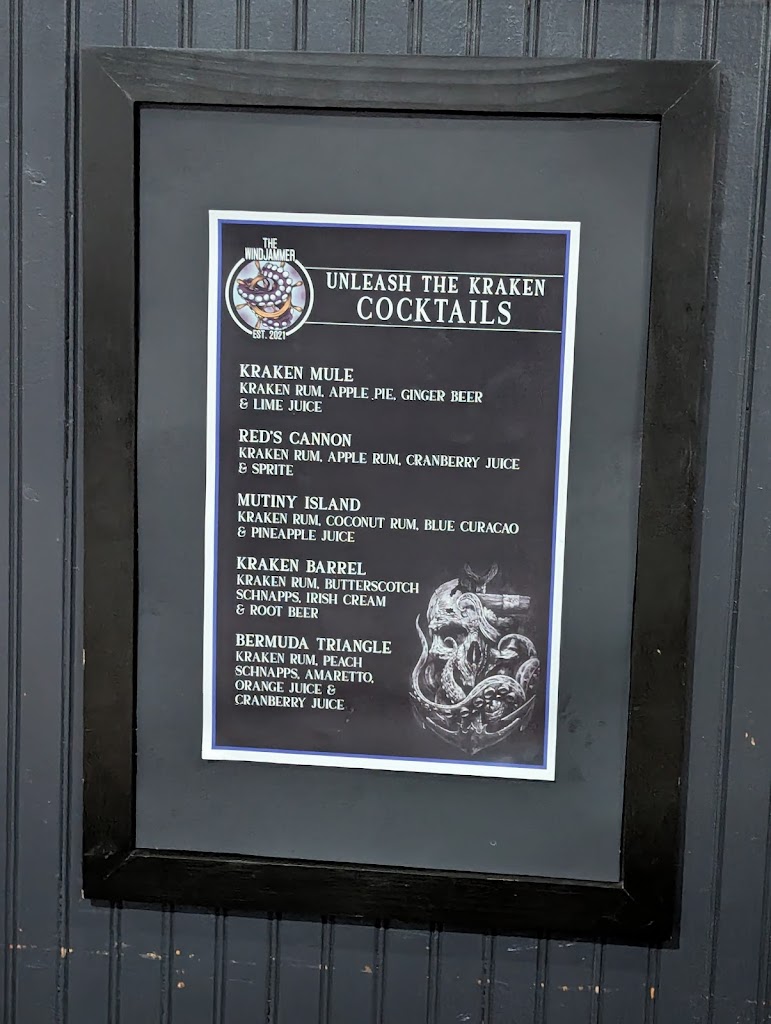 THE
WINDJAMMER
EST. 2021
UNLEASH THE KRAKEN
COCKTAILS
KRAKEN MULE
KRAKEN RUM, APPLE PIE, GINGER BEER
& LIME JUICE
RED'S CANNON
KRAKEN RUM, APPLE RUM, CRANBERRY JUICE
& SPRITE
MUTINY ISLAND
KRAKEN RUM, COCONUT RUM, BLUE CURACAO
& PINEAPPLE JUICE
KRAKEN BARREL
KRAKEN RUM, BUTTERSCOTCH
SCHNAPPS, IRISH CREAM
& ROOT BEER
BERMUDA TRIANGLE
KRAKEN RUM, PEACH
SCHNAPPS, AMARETTO,
ORANGE JUICE &
CRANBERRY JUICE